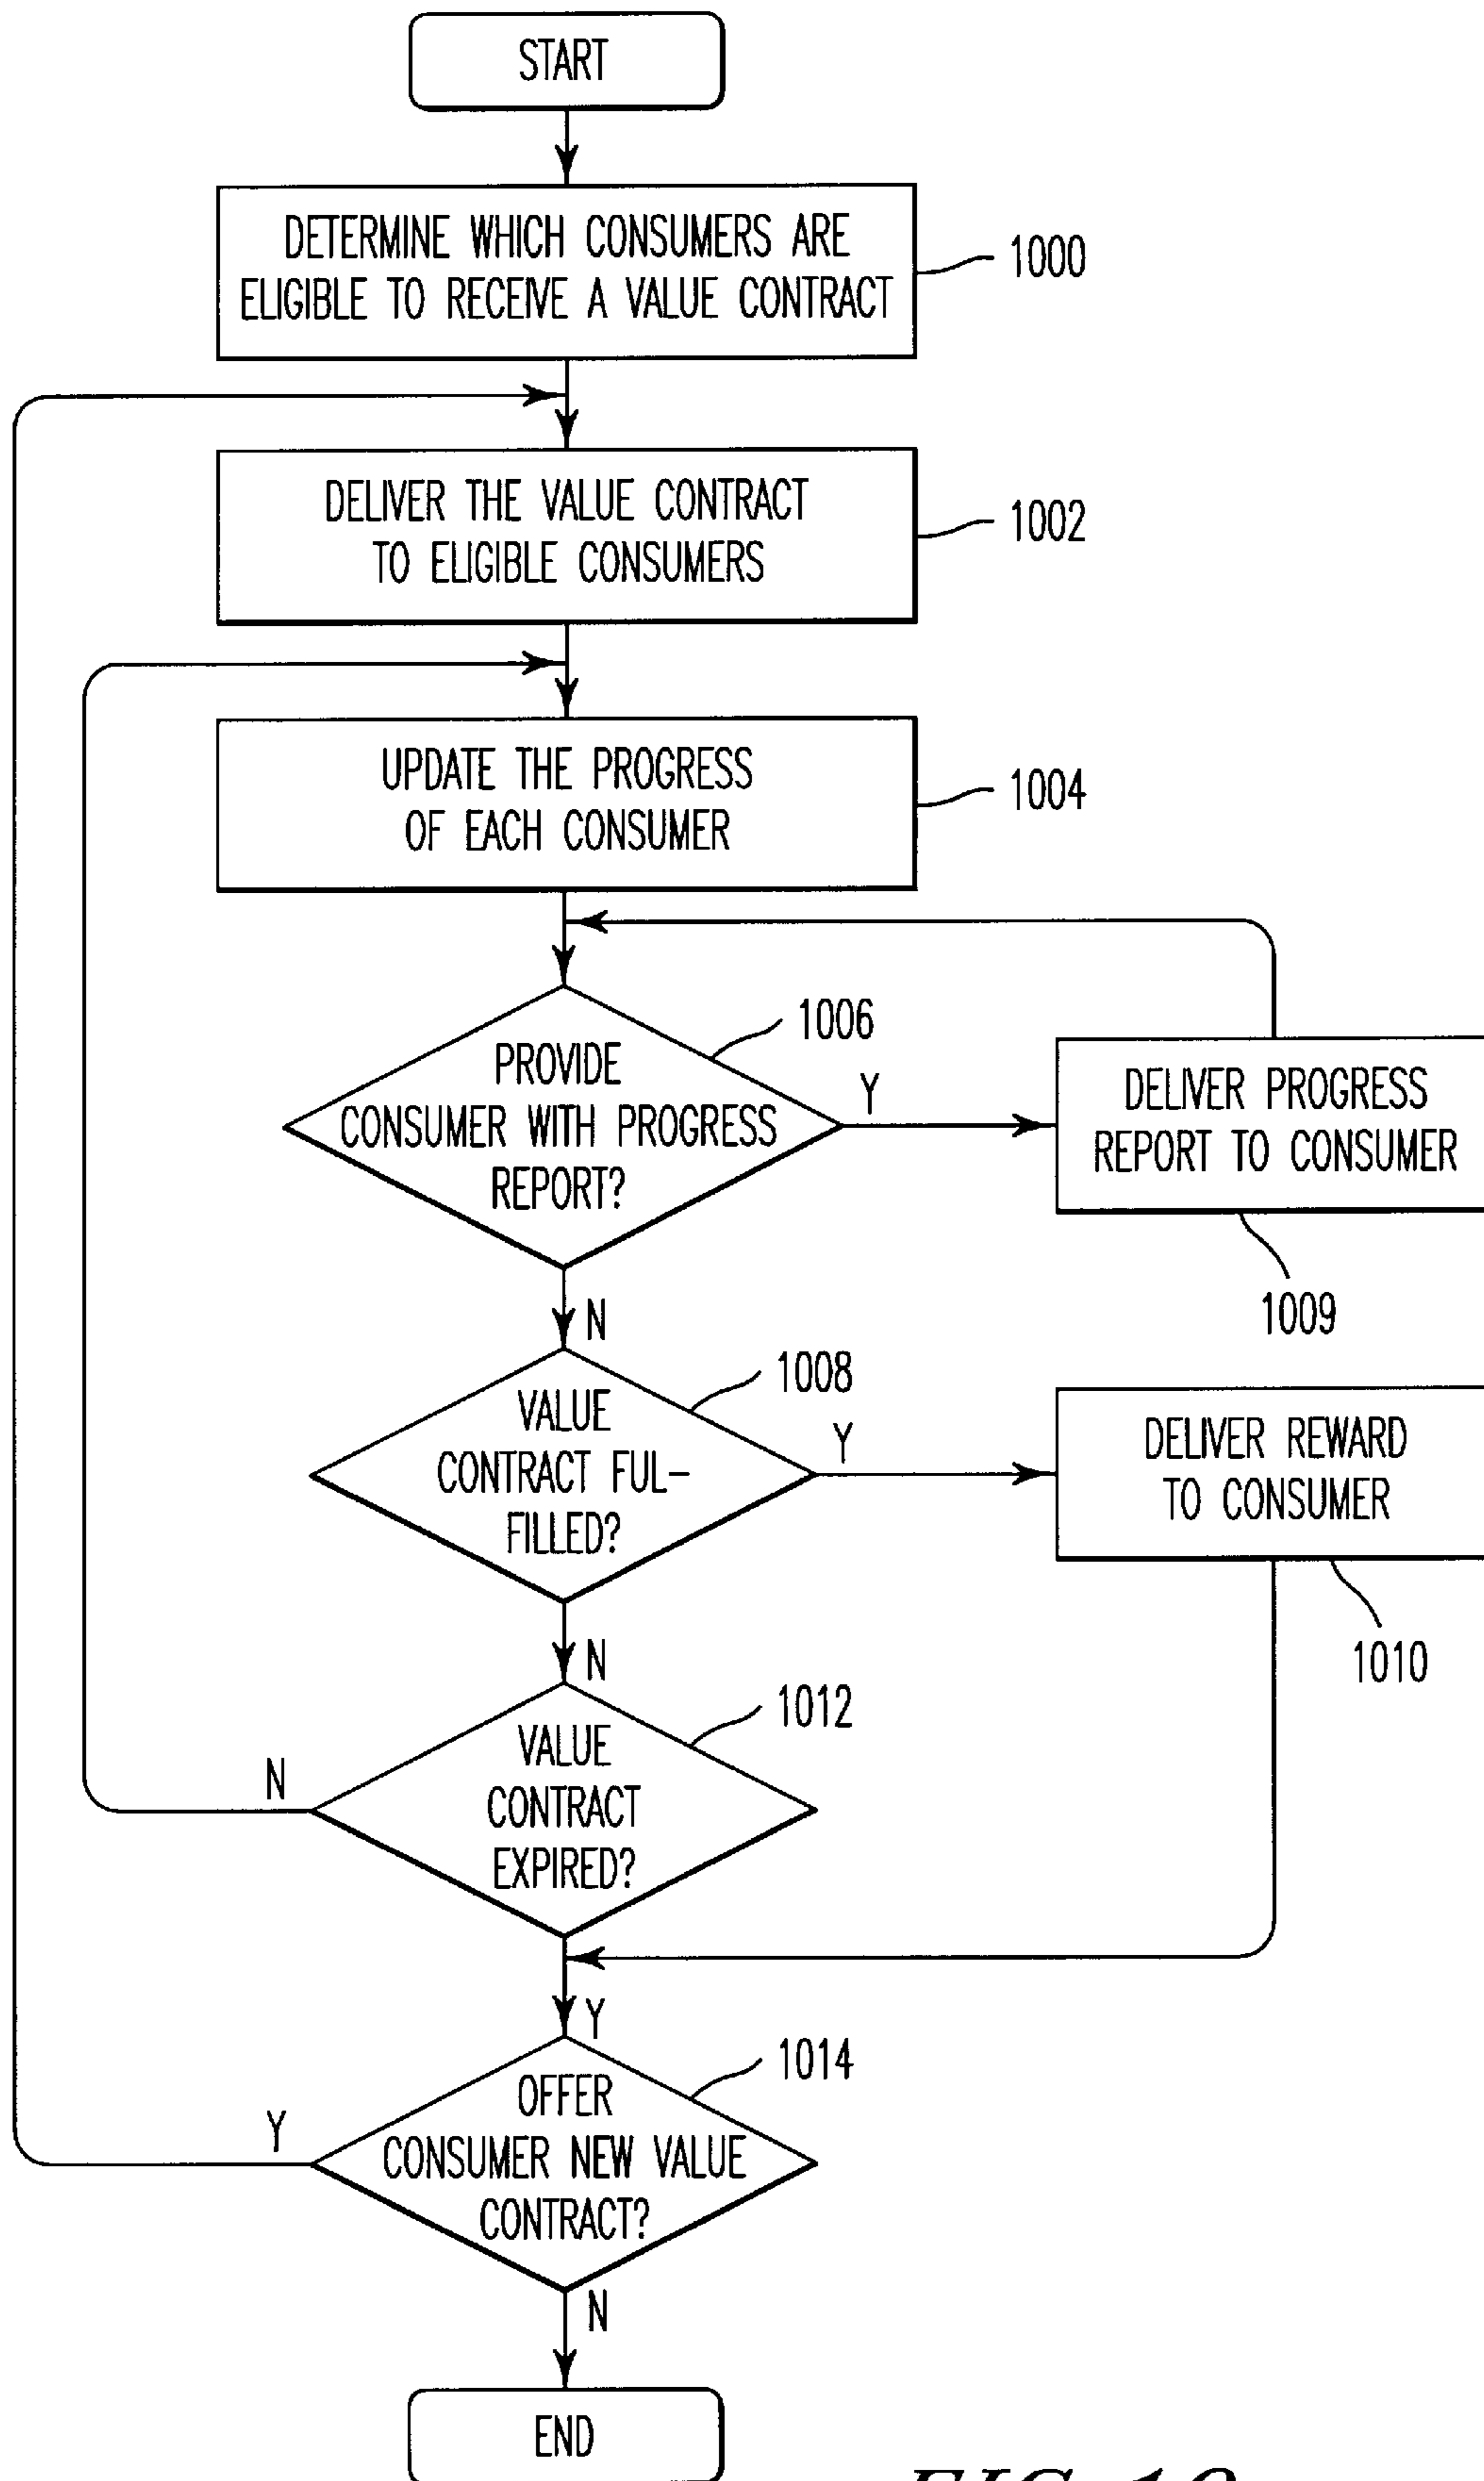 START
DETERMINE WHICH CONSUMERS ARE
ELIGIBLE TO RECEIVE A VALUE CONTRACT
1000
DELIVER THE VALUE CONTRACT
TO ELIGIBLE CONSUMERS
1002
UPDATE THE PROGRESS
OF EACH CONSUMER
1004
PROVIDE
CONSUMER WITH PROGRESS
REPORT?
1006
Y
DELIVER PROGRESS
REPORT TO CONSUMER
1009
N
VALUE
CONTRACT FUL-
FILLED?
1008
Y
DELIVER REWARD
TO CONSUMER
1010
N
VALUE
CONTRACT
EXPIRED?
1012
N
Y
OFFER
CONSUMER NEW VALUE
CONTRACT?
1014
Y
N
END